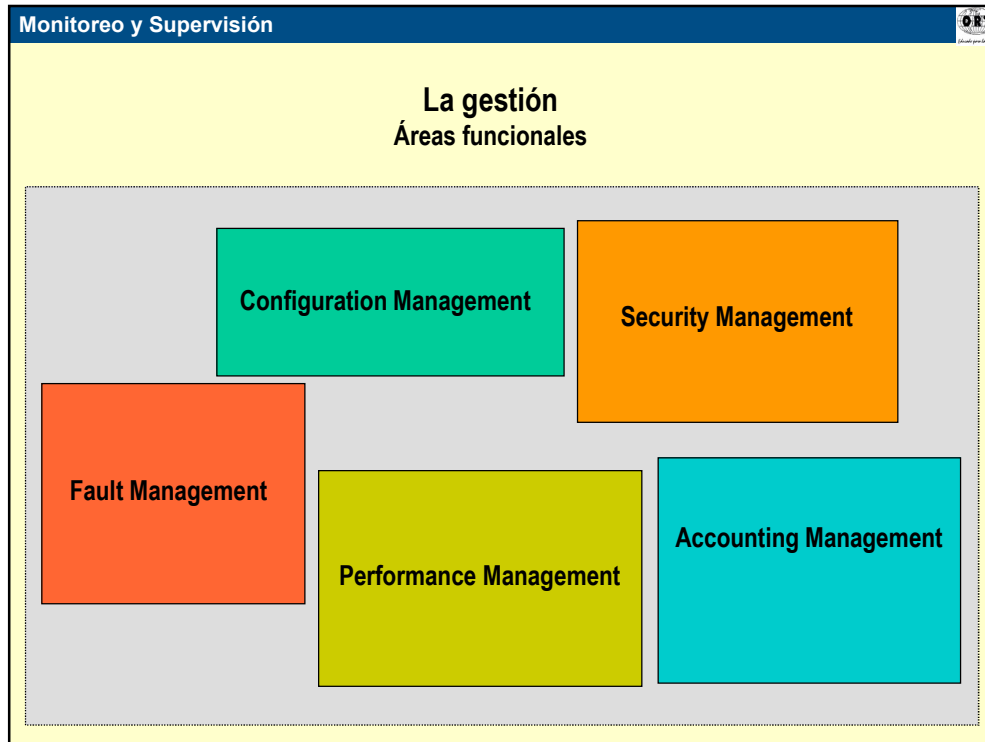 Monitoreo y Supervisión
La gestión
Áreas funcionales
Configuration Management
Security Management
Fault Management
Performance Management
Accounting Management